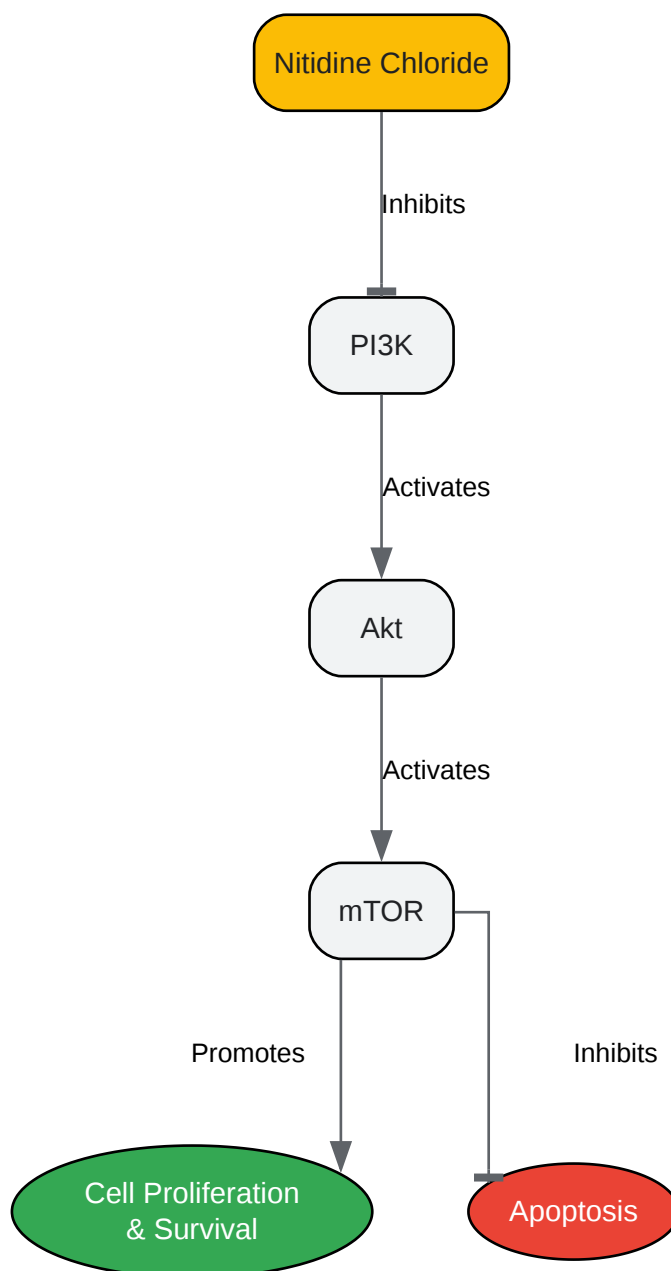 Nitidine Chloride
Inhibits
PI3K
Activates
Akt
Activates
mTOR
Promotes
Inhibits
Cell Proliferation
& Survival
Apoptosis